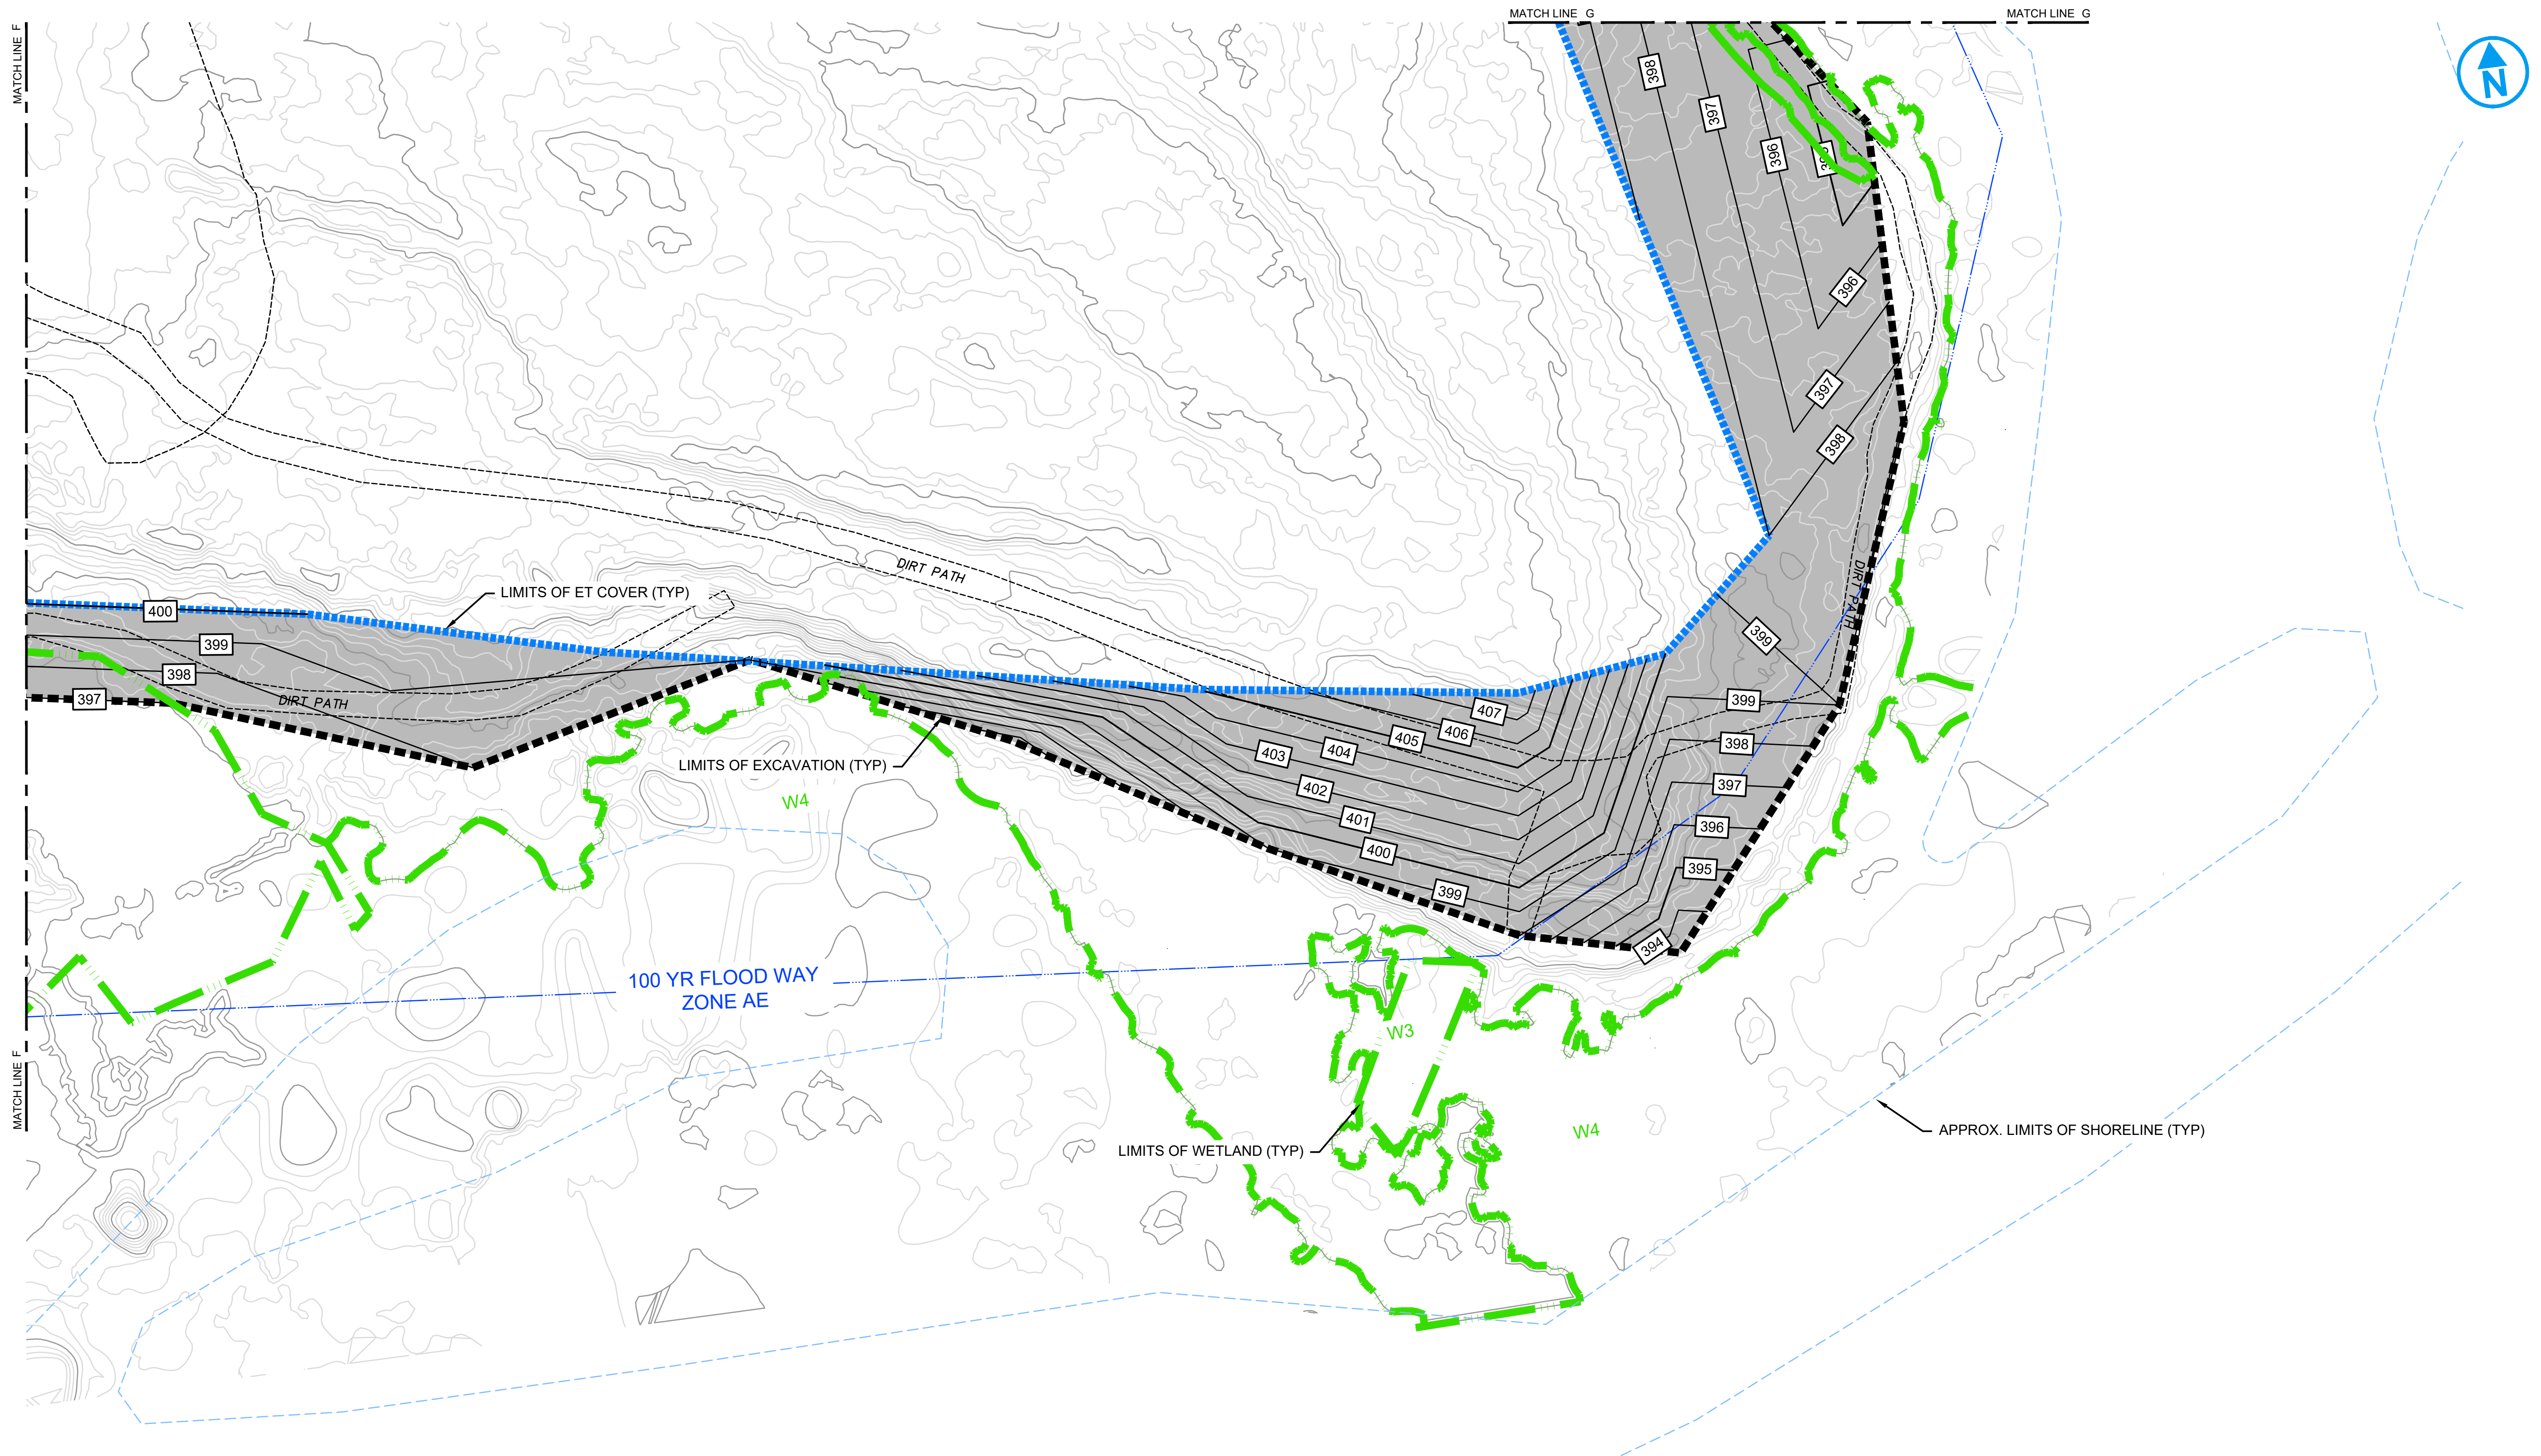 MATCH LINE G
MATCH LINE G
MATCH LINE F
N
398
397
396
396
397
398
DIRT PATH
LIMITS OF ET COVER (TYP)
400
399
398
397
DIRT PATH
DIRT PATH
399
399
398
397
396
395
394
407
406
405
404
403
402
401
400
399
LIMITS OF EXCAVATION (TYP)
W4
100 YR FLOOD WAY
ZONE AE
W3
W4
LIMITS OF WETLAND (TYP)
APPROX. LIMITS OF SHORELINE (TYP)
MATCH LINE F